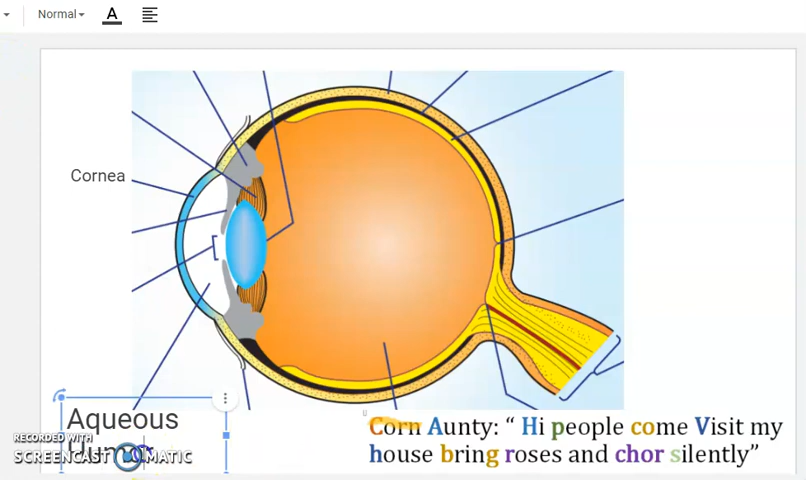 Normal
A
Cornea
Aqueous
Humor
RECORDED WITH
SCREENCAST MATIC
Corn Aunty: “ Hi people come Visit my
house bring roses and chor silently”